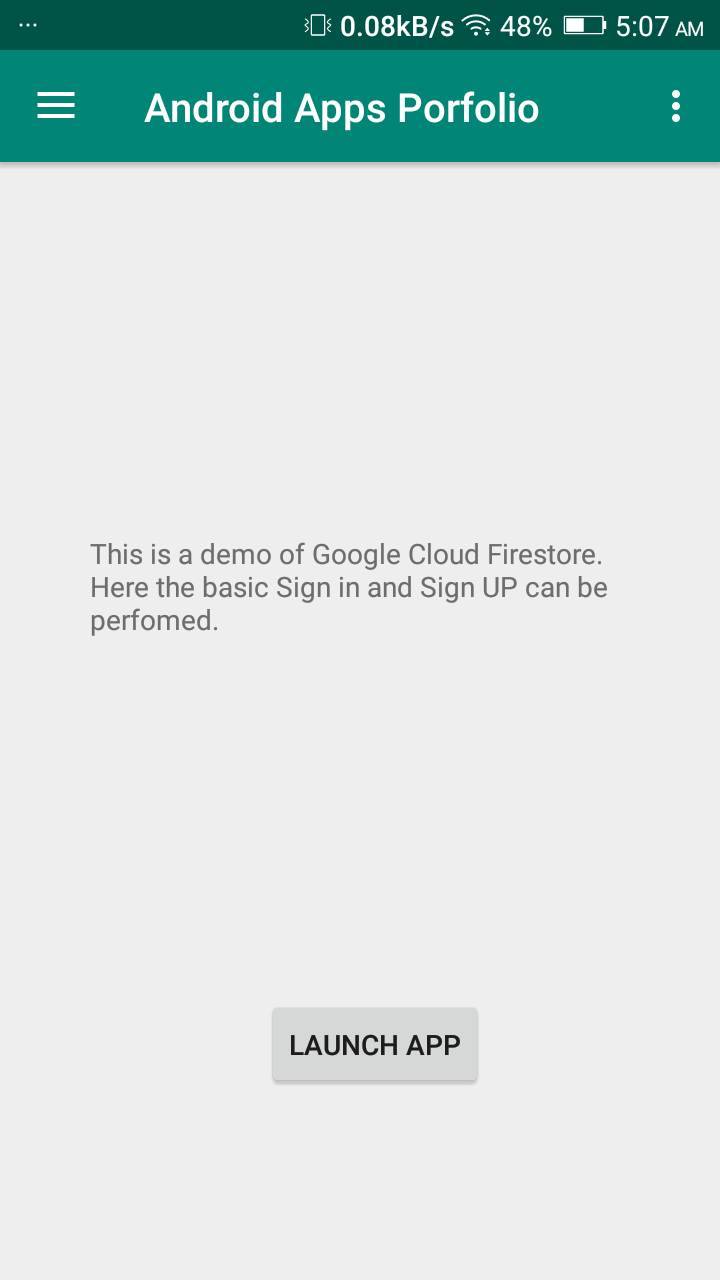 ... 0.08kB/s 48% 5:07 AM
Android Apps Porfolio
This is a demo of Google Cloud Firestore.
Here the basic Sign in and Sign UP can be
perfomed.
LAUNCH APP